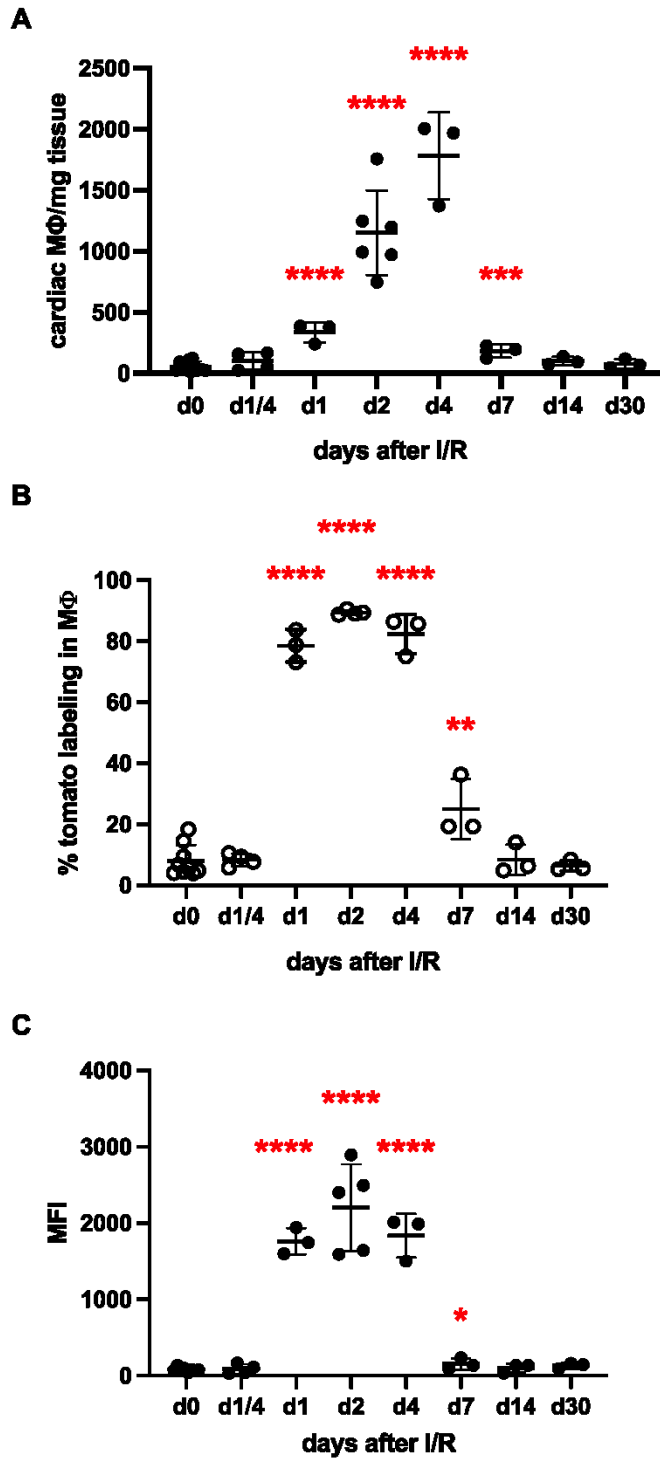 A
cardiac MΦ/mg tissue
2500
2000
1500
1000
500
0
****
****
****
***
d0 d1/4 d1 d2 d4 d7 d14 d30
days after I/R
B
% tomato labeling in MΦ
100
80
60
40
20
0
****
****
****
**
d0 d1/4 d1 d2 d4 d7 d14 d30
days after I/R
C
MFI
4000
3000
2000
1000
0
****
****
****
*
d0 d1/4 d1 d2 d4 d7 d14 d30
days after I/R